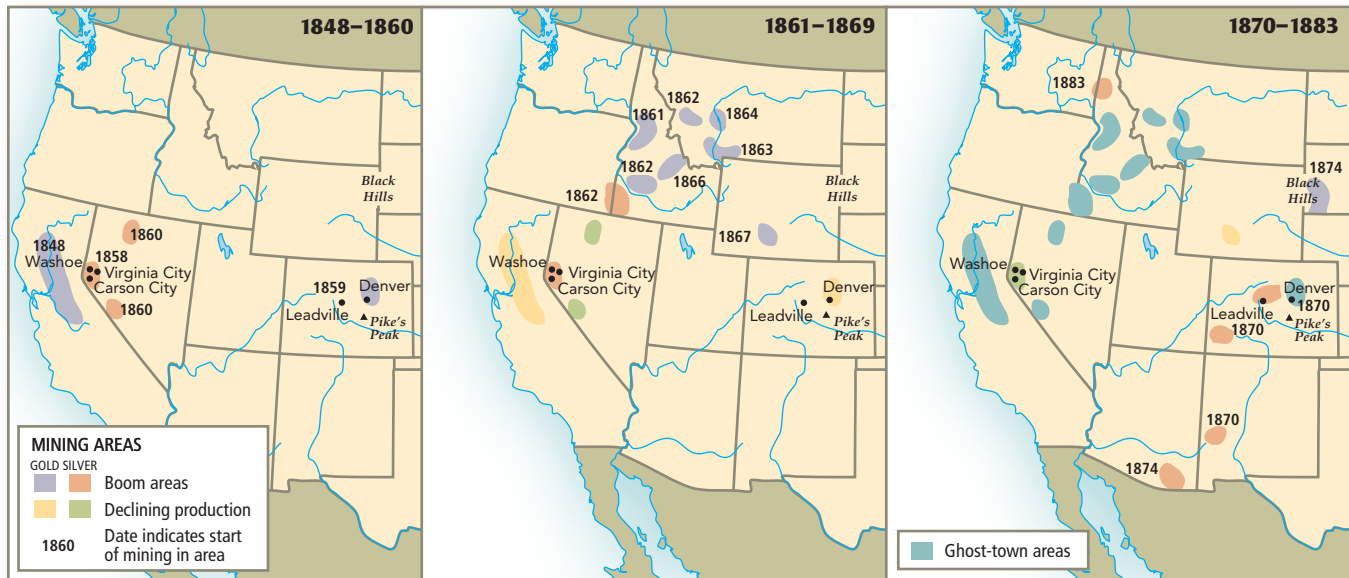 1848–1860
Black
Hills
1848
Washoe
1860
1858
Virginia City
Carson City
1860
1859
Denver
Leadville
Pike's
Peak
MINING AREAS
GOLD SILVER
Boom areas
Declining production
1860
Date indicates start
of mining in area
1861–1869
1862
1861
1864
1863
1862
1866
1862
Black
Hills
1867
Washoe
Virginia City
Carson City
Denver
Leadville
Pike's
Peak
1870–1883
1883
1874
Black
Hills
Washoe
Virginia City
Carson City
Denver
1870
Leadville
1870
Pike's
Peak
1870
1874
Ghost-town areas